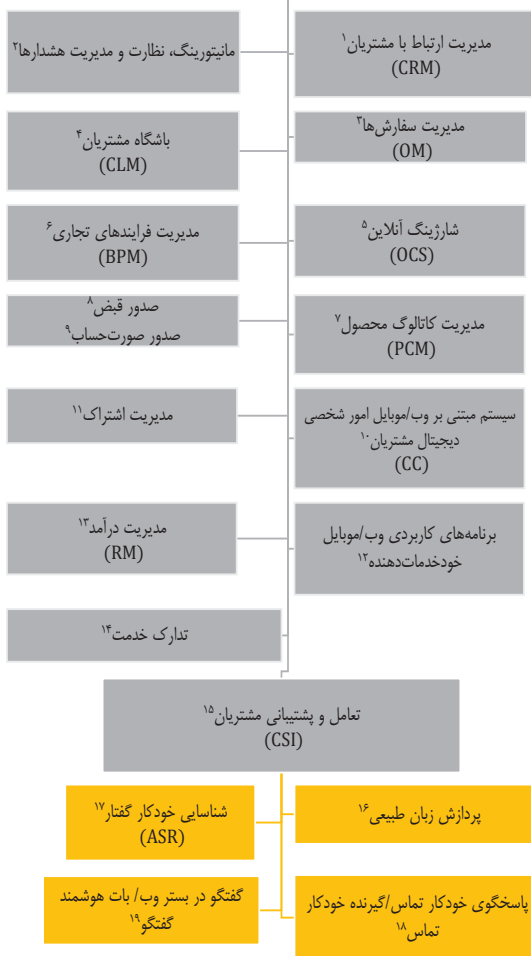 مدیریت ارتباط با مشتریان۱
(CRM)
مانیتورینگ، نظارت و مدیریت هشدارها۲
مدیریت سفارش‌ها۳
(OM)
باشگاه مشتریان۴
(CLM)
شارژینگ آنلاین۵
(OCS)
مدیریت فرایندهای تجاری۶
(BPM)
مدیریت کاتالوگ محصول۷
(PCM)
صدور قبض۸
صدور صورت‌حساب۹
سیستم مبتنی بر وب/موبایل امور شخصی
دیجیتال مشتریان۱۰
(CC)
مدیریت اشتراک۱۱
برنامه‌های کاربردی وب/موبایل
خودخدمات‌دهنده۱۲
مدیریت درآمد۱۳
(RM)
تدارک خدمت۱۴
تعامل و پشتیبانی مشتریان۱۵
(CSI)
پردازش زبان طبیعی۱۶
شناسایی خودکار گفتار۱۷
(ASR)
پاسخگوی خودکار تماس/گیرنده خودکار
تماس۱۸
گفتگو در بستر وب/ بات هوشمند
گفتگو۱۹